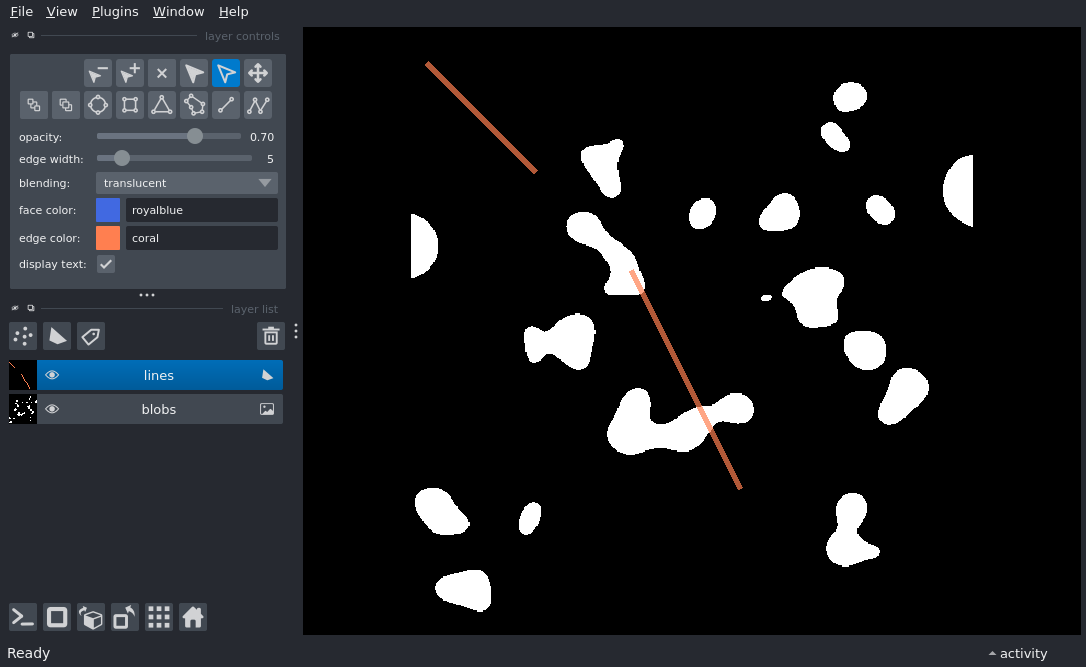 File View Plugins Window Help
layer controls
opacity: 0.70
edge width: 5
blending: translucent
face color: royalblue
edge color: coral
display text:
layer list
lines
blobs
Ready activity